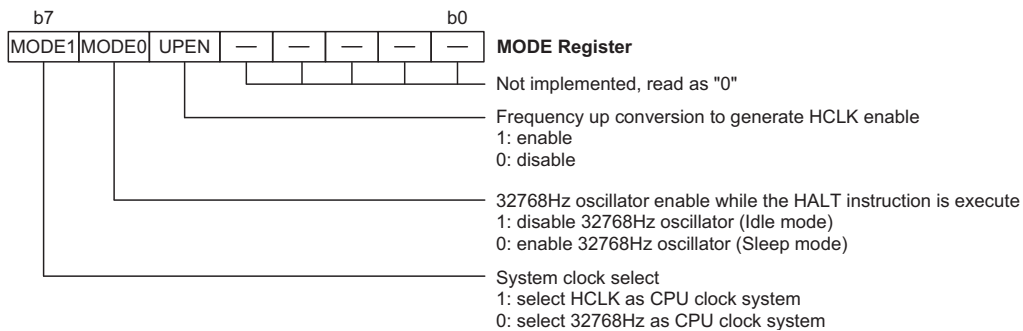 b7 b0
MODE1 MODE0 UPEN — — — — — MODE Register
Not implemented, read as "0"
Frequency up conversion to generate HCLK enable
1: enable
0: disable
32768Hz oscillator enable while the HALT instruction is execute
1: disable 32768Hz oscillator (Idle mode)
0: enable 32768Hz oscillator (Sleep mode)
System clock select
1: select HCLK as CPU clock system
0: select 32768Hz as CPU clock system